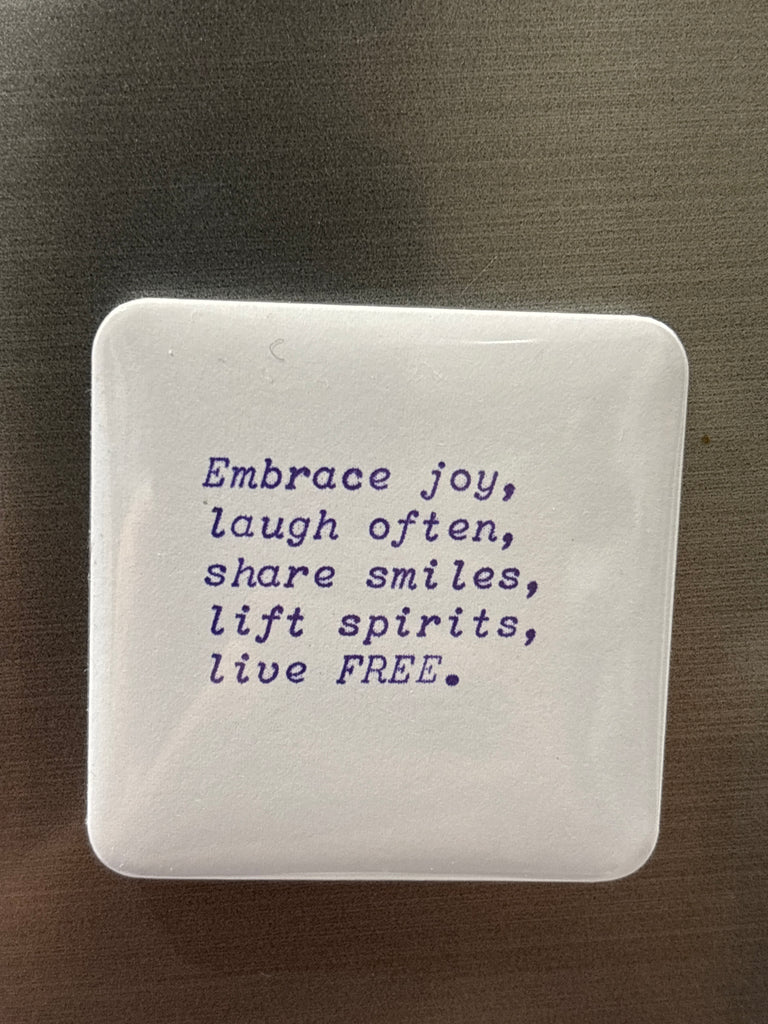 Embrace joy,
laugh often,
share smiles,
lift spirits,
live FREE.